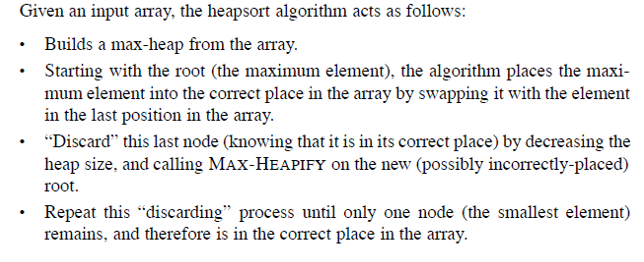 Given an input array, the heapsort algorithm acts as follows:
• Builds a max-heap from the array.
• Starting with the root (the maximum element), the algorithm places the maxi-
mum element into the correct place in the array by swapping it with the element
in the last position in the array.
• “Discard” this last node (knowing that it is in its correct place) by decreasing the
heap size, and calling MAX-HEAPIFY on the new (possibly incorrectly-placed)
root.
• Repeat this “discarding” process until only one node (the smallest element)
remains, and therefore is in the correct place in the array.